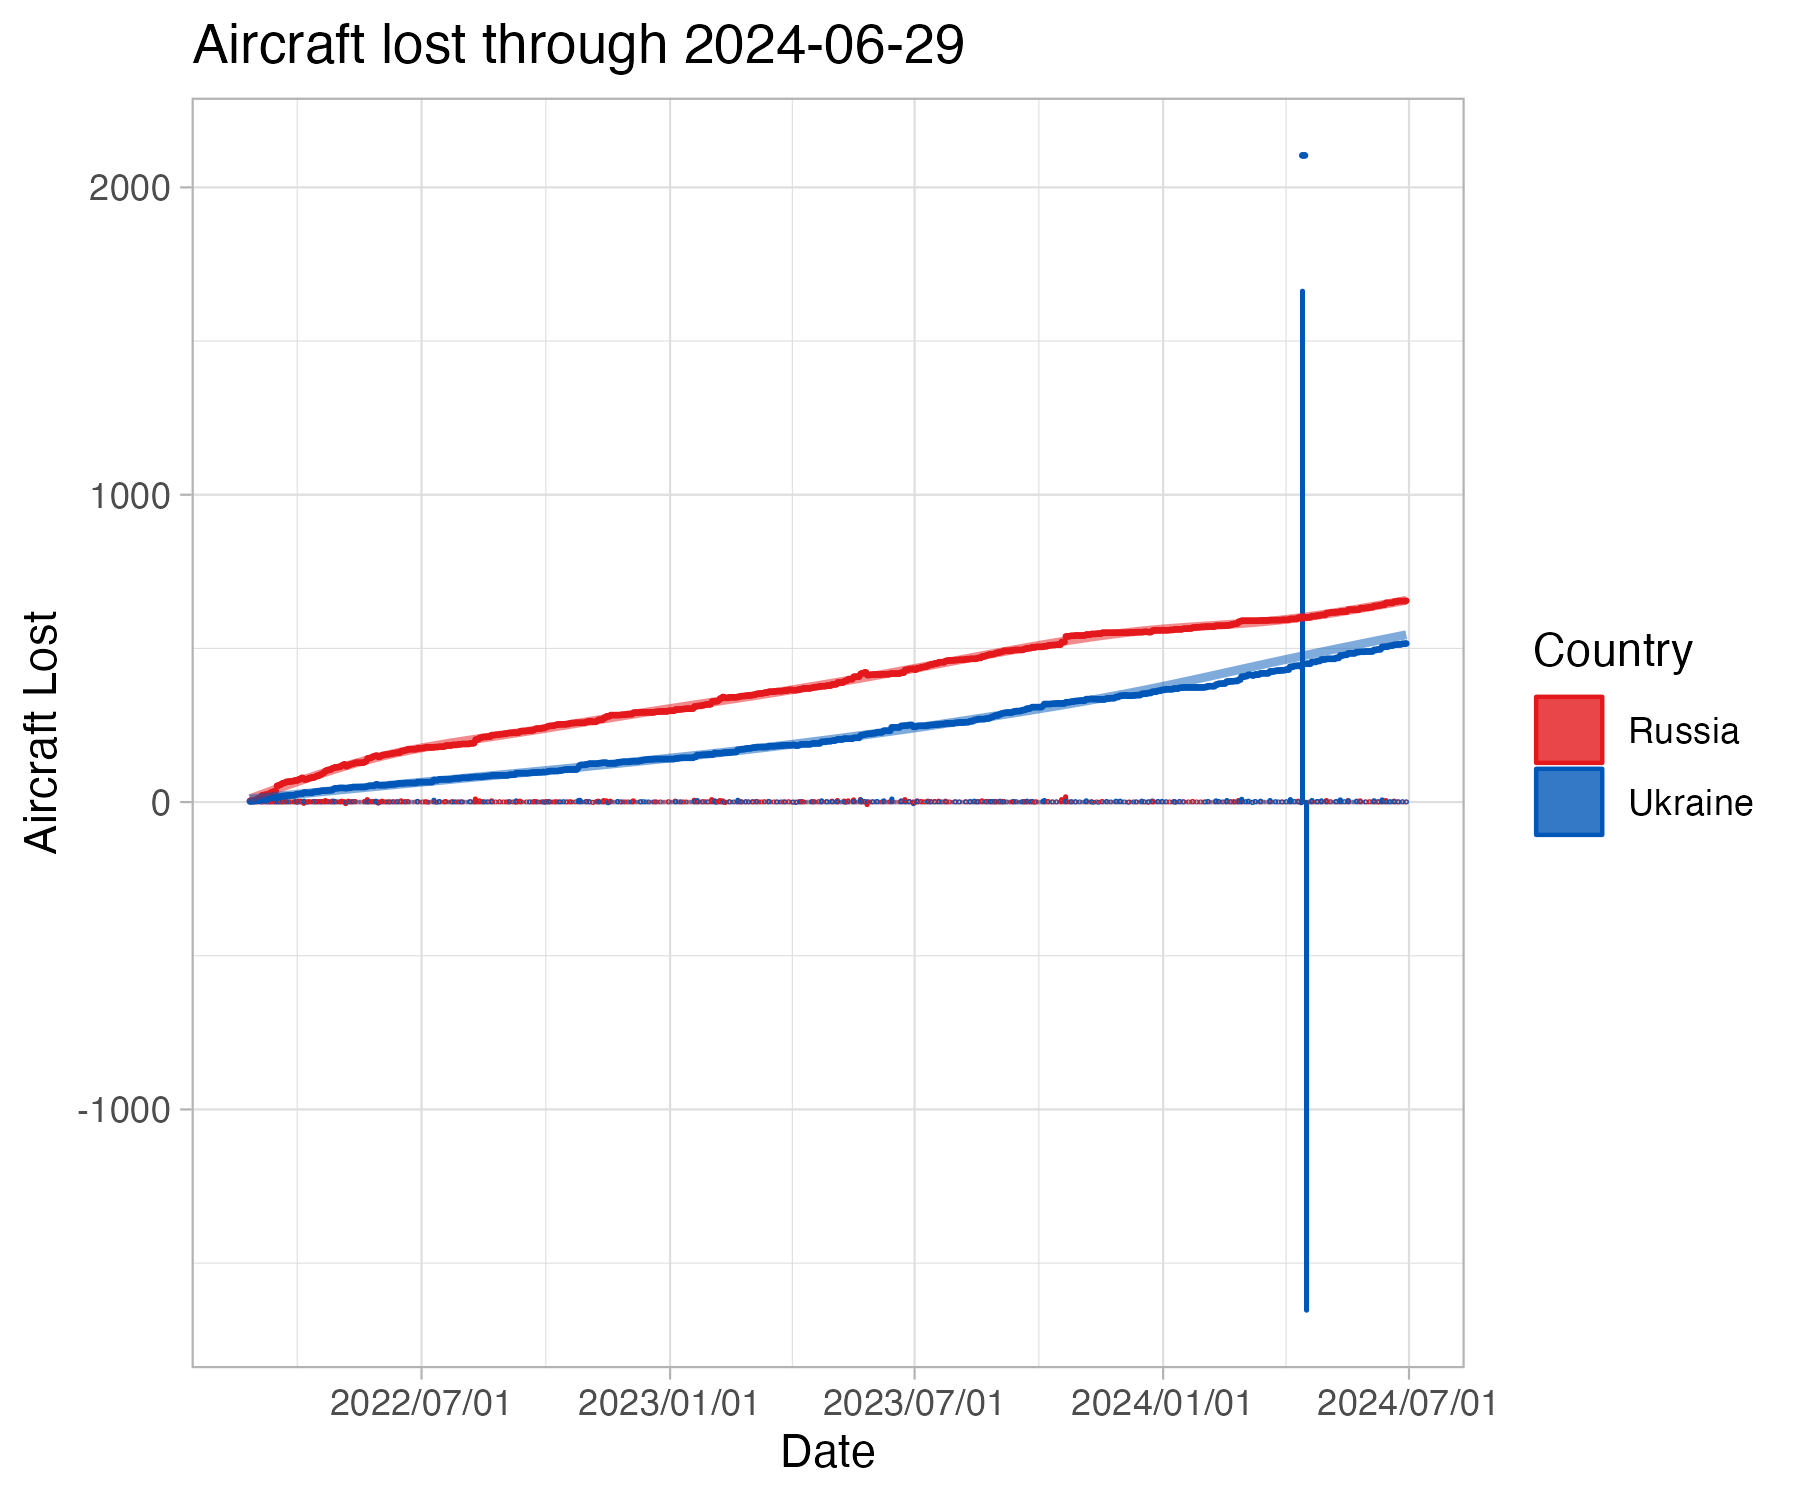 Aircraft lost through 2024-06-29
2000
1000
0
-1000
Aircraft Lost
2022/07/01 2023/01/01 2023/07/01 2024/01/01 2024/07/01
Date
Country
Russia
Ukraine